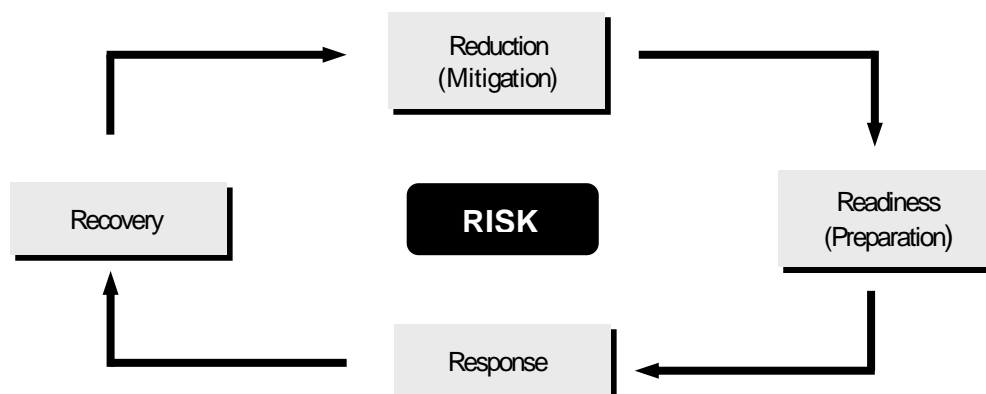 Reduction
(Mitigation)
Recovery
RISK
Readiness
(Preparation)
Response